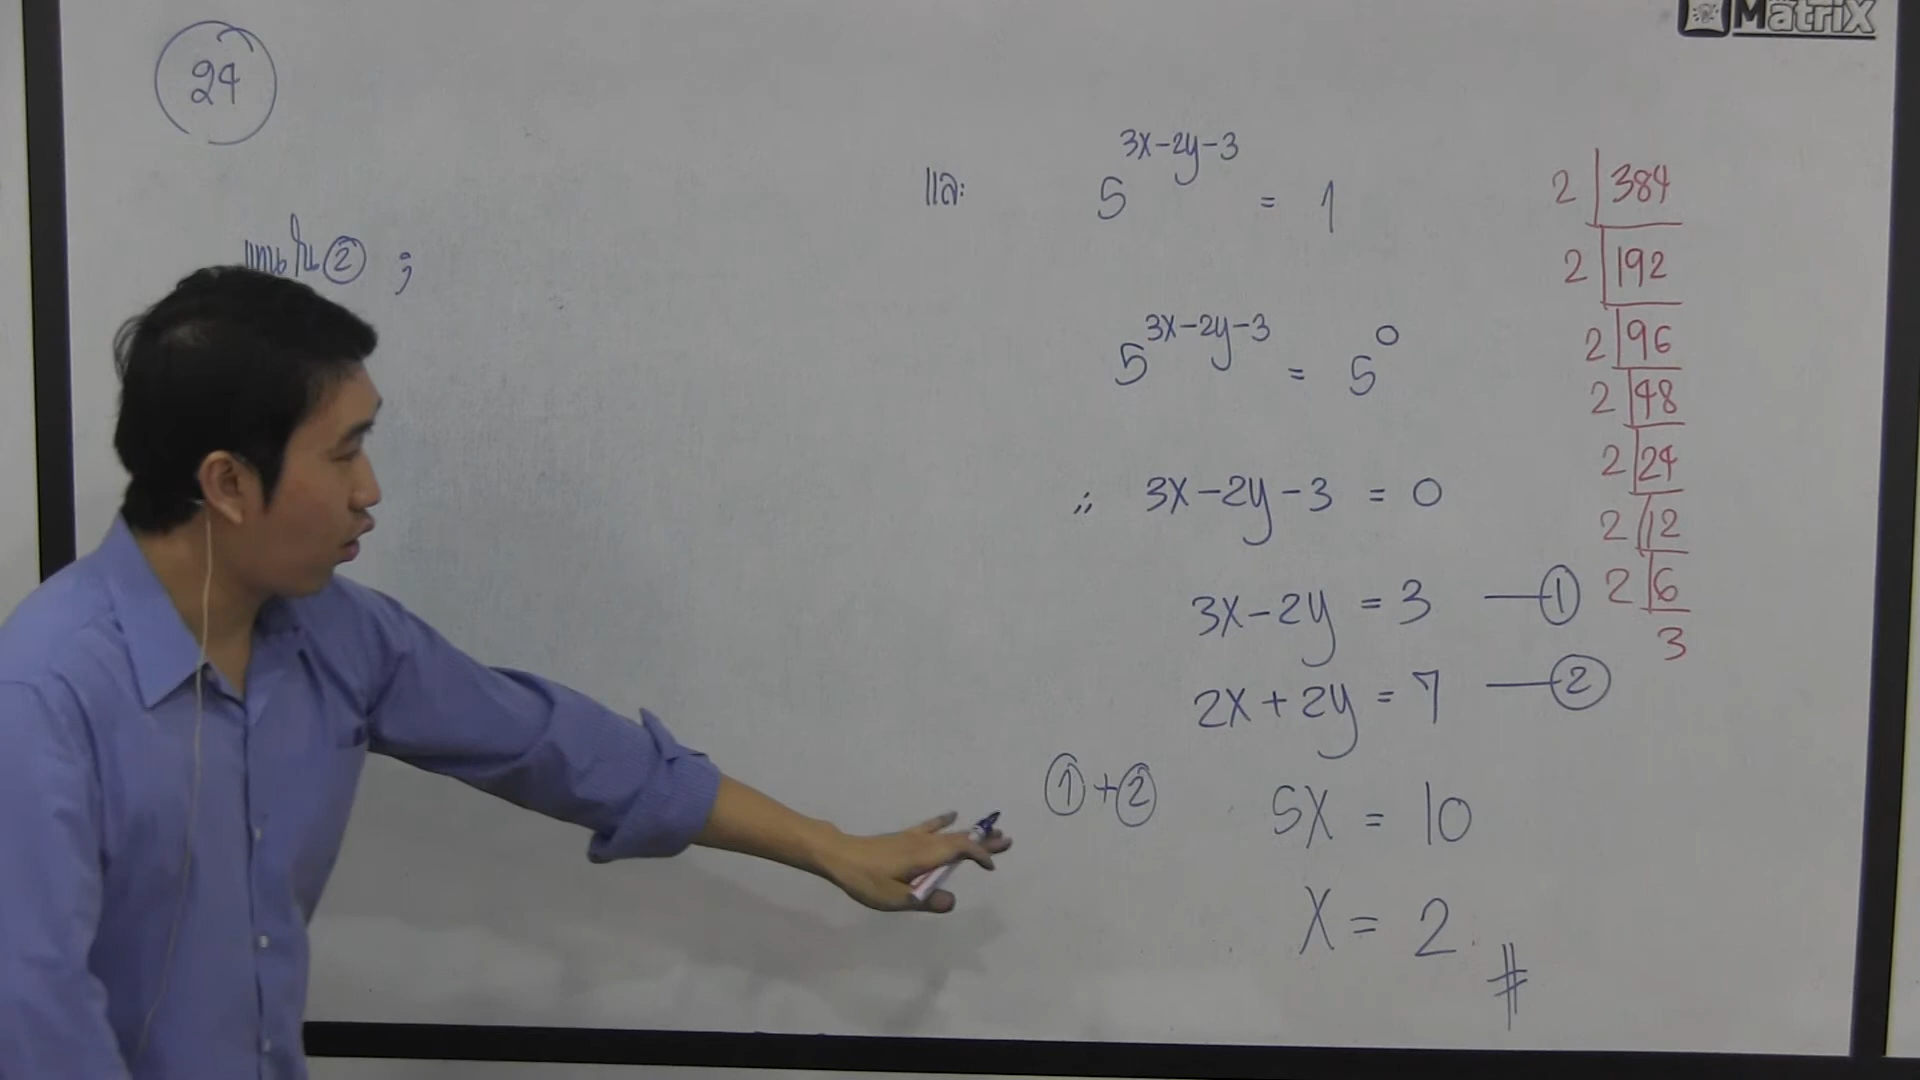 24
MatriX
แทนใน ② ;
และ 5^{3x-2y-3} = 1
5^{3x-2y-3} = 5^0
∴ 3x-2y-3 = 0
3x-2y = 3 — ①
2x+2y = 7 — ②
①+② 5x = 10
x = 2 #
2 | 384
2 | 192
2 | 96
2 | 48
2 | 24
2 | 12
2 | 6
3